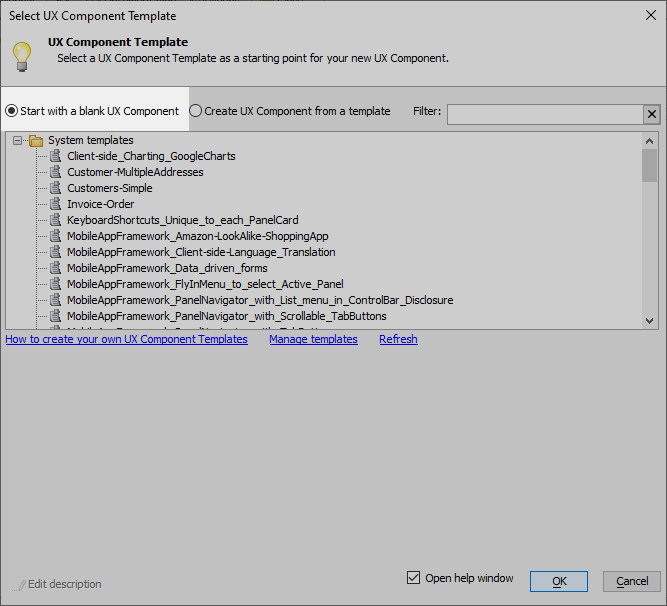 Select UX Component Template
UX Component Template
Select a UX Component Template as a starting point for your new UX Component.
Start with a blank UX Component Create UX Component from a template Filter:
System templates
Client-side_Charting_GoogleCharts
Customer-MultipleAddresses
Customers-Simple
Invoice-Order
KeyboardShortcuts_Unique_to_each_PanelCard
MobileAppFramework_Amazon-LookAlike-ShoppingApp
MobileAppFramework_Client-side-Language_Translation
MobileAppFramework_Data_driven_forms
MobileAppFramework_FlyInMenu_to_select_Active_Panel
MobileAppFramework_PanelNavigator_with_List_menu_in_ControlBar_Disclosure
MobileAppFramework_PanelNavigator_with_Scrollable_TabButtons
How to create your own UX Component Templates Manage templates Refresh
Edit description Open help window OK Cancel